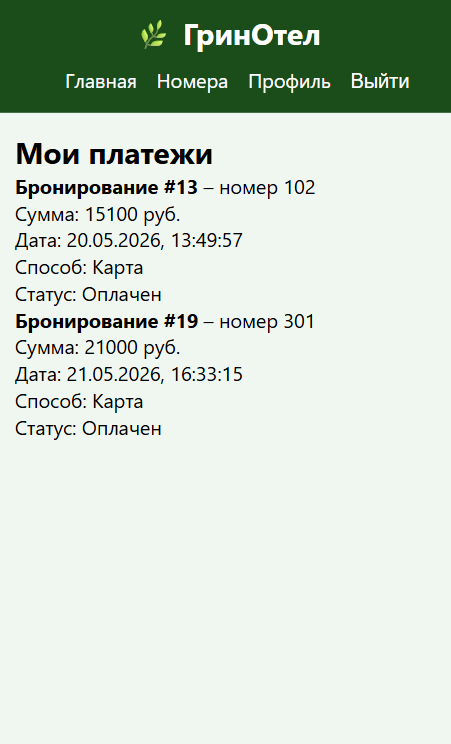 ГринОтел
Главная Номера Профиль Выйти
Мои платежи
Бронирование #13 – номер 102
Сумма: 15100 руб.
Дата: 20.05.2026, 13:49:57
Способ: Карта
Статус: Оплачен
Бронирование #19 – номер 301
Сумма: 21000 руб.
Дата: 21.05.2026, 16:33:15
Способ: Карта
Статус: Оплачен